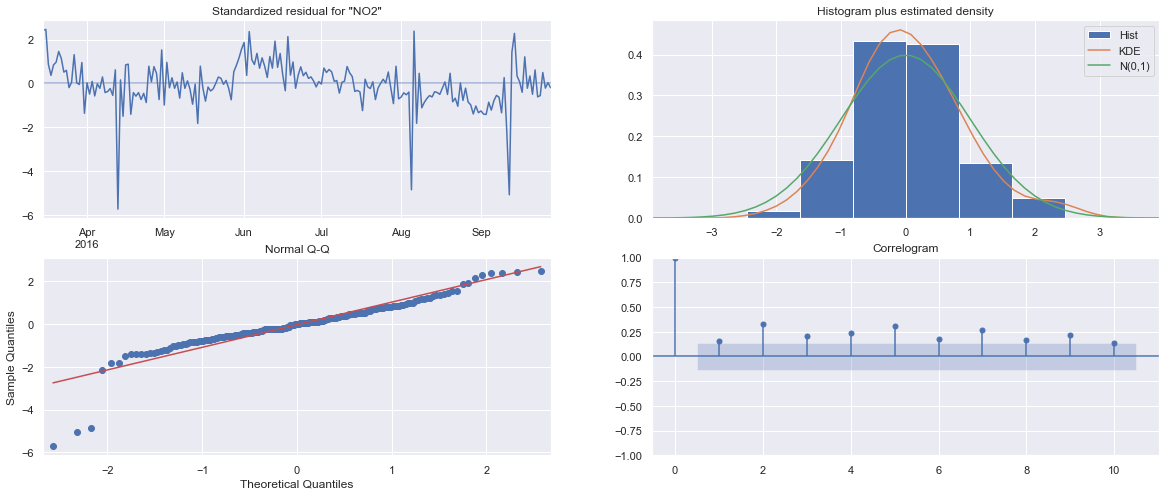 Standardized residual for "NO2"
2
0
−2
−4
−6
Apr
2016
May
Jun
Jul
Aug
Sep
Histogram plus estimated density
Hist
KDE
N(0,1)
0.4
0.3
0.2
0.1
0.0
−3
−2
−1
0
1
2
3
Normal Q-Q
Sample Quantiles
2
0
−2
−4
−6
−2
−1
0
1
2
Theoretical Quantiles
Correlogram
1.00
0.75
0.50
0.25
0.00
−0.25
−0.50
−0.75
−1.00
0
2
4
6
8
10